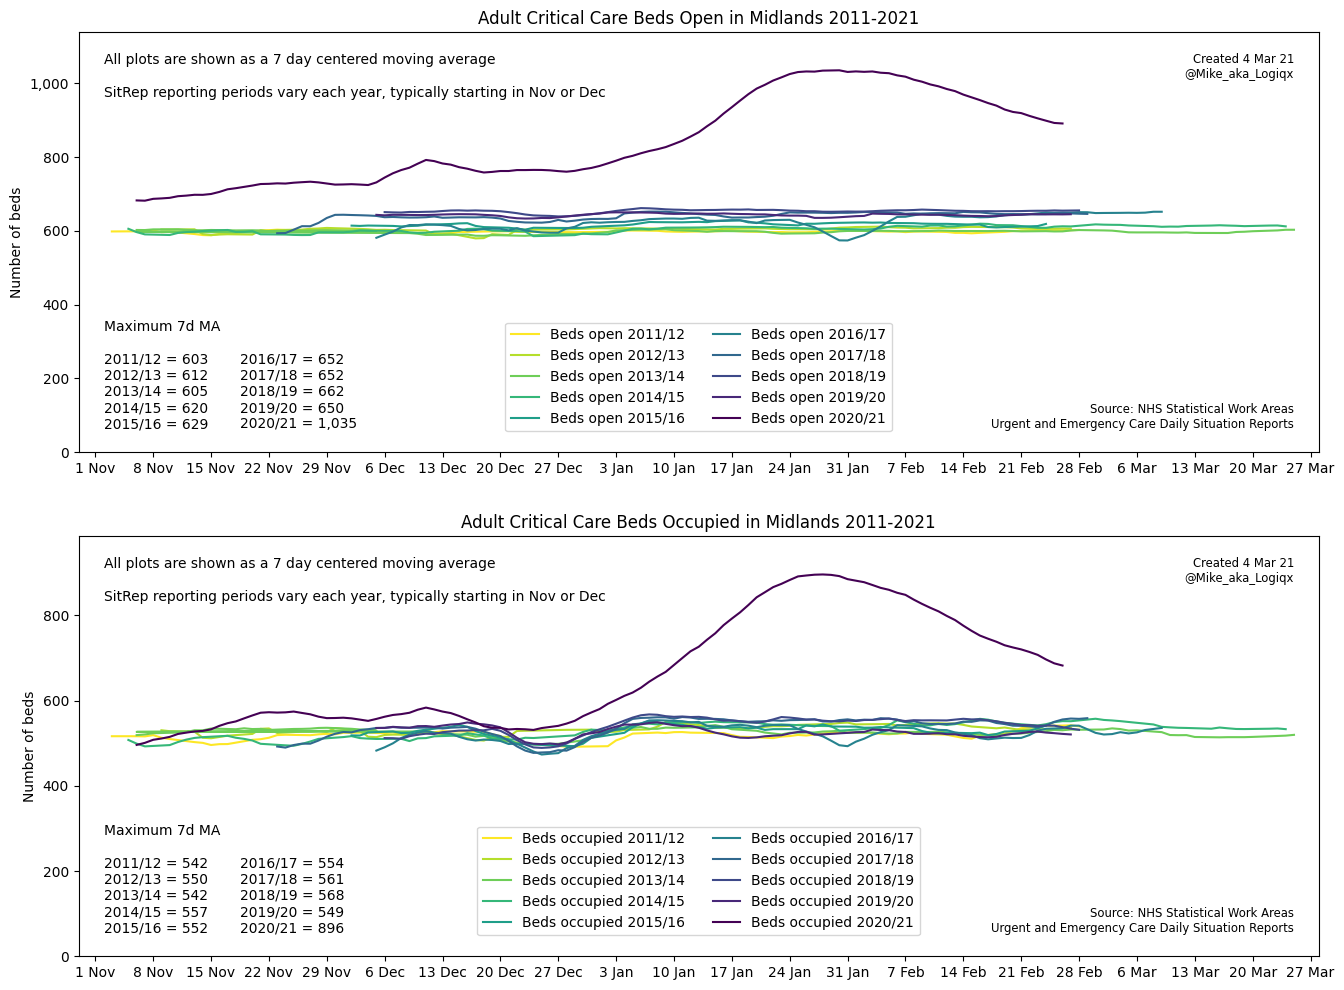 Adult Critical Care Beds Open in Midlands 2011-2021
All plots are shown as a 7 day centered moving average
SitRep reporting periods vary each year, typically starting in Nov or Dec
Created 4 Mar 21
@Mike_aka_Logiqx
Number of beds
1,000
800
600
400
200
0
Maximum 7d MA
2011/12 = 603 2016/17 = 652
2012/13 = 612 2017/18 = 652
2013/14 = 605 2018/19 = 662
2014/15 = 620 2019/20 = 650
2015/16 = 629 2020/21 = 1,035
Beds open 2011/12 Beds open 2016/17
Beds open 2012/13 Beds open 2017/18
Beds open 2013/14 Beds open 2018/19
Beds open 2014/15 Beds open 2019/20
Beds open 2015/16 Beds open 2020/21
Source: NHS Statistical Work Areas
Urgent and Emergency Care Daily Situation Reports
1 Nov 8 Nov 15 Nov 22 Nov 29 Nov 6 Dec 13 Dec 20 Dec 27 Dec 3 Jan 10 Jan 17 Jan 24 Jan 31 Jan 7 Feb 14 Feb 21 Feb 28 Feb 6 Mar 13 Mar 20 Mar 27 Mar
Adult Critical Care Beds Occupied in Midlands 2011-2021
All plots are shown as a 7 day centered moving average
SitRep reporting periods vary each year, typically starting in Nov or Dec
Created 4 Mar 21
@Mike_aka_Logiqx
Number of beds
800
600
400
200
0
Maximum 7d MA
2011/12 = 542 2016/17 = 554
2012/13 = 550 2017/18 = 561
2013/14 = 542 2018/19 = 568
2014/15 = 557 2019/20 = 549
2015/16 = 552 2020/21 = 896
Beds occupied 2011/12 Beds occupied 2016/17
Beds occupied 2012/13 Beds occupied 2017/18
Beds occupied 2013/14 Beds occupied 2018/19
Beds occupied 2014/15 Beds occupied 2019/20
Beds occupied 2015/16 Beds occupied 2020/21
Source: NHS Statistical Work Areas
Urgent and Emergency Care Daily Situation Reports
1 Nov 8 Nov 15 Nov 22 Nov 29 Nov 6 Dec 13 Dec 20 Dec 27 Dec 3 Jan 10 Jan 17 Jan 24 Jan 31 Jan 7 Feb 14 Feb 21 Feb 28 Feb 6 Mar 13 Mar 20 Mar 27 Mar